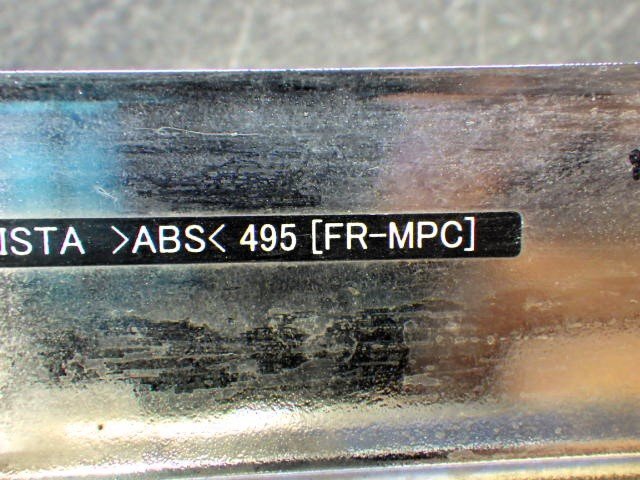 ISTA >ABS< 495 [FR-MPC]